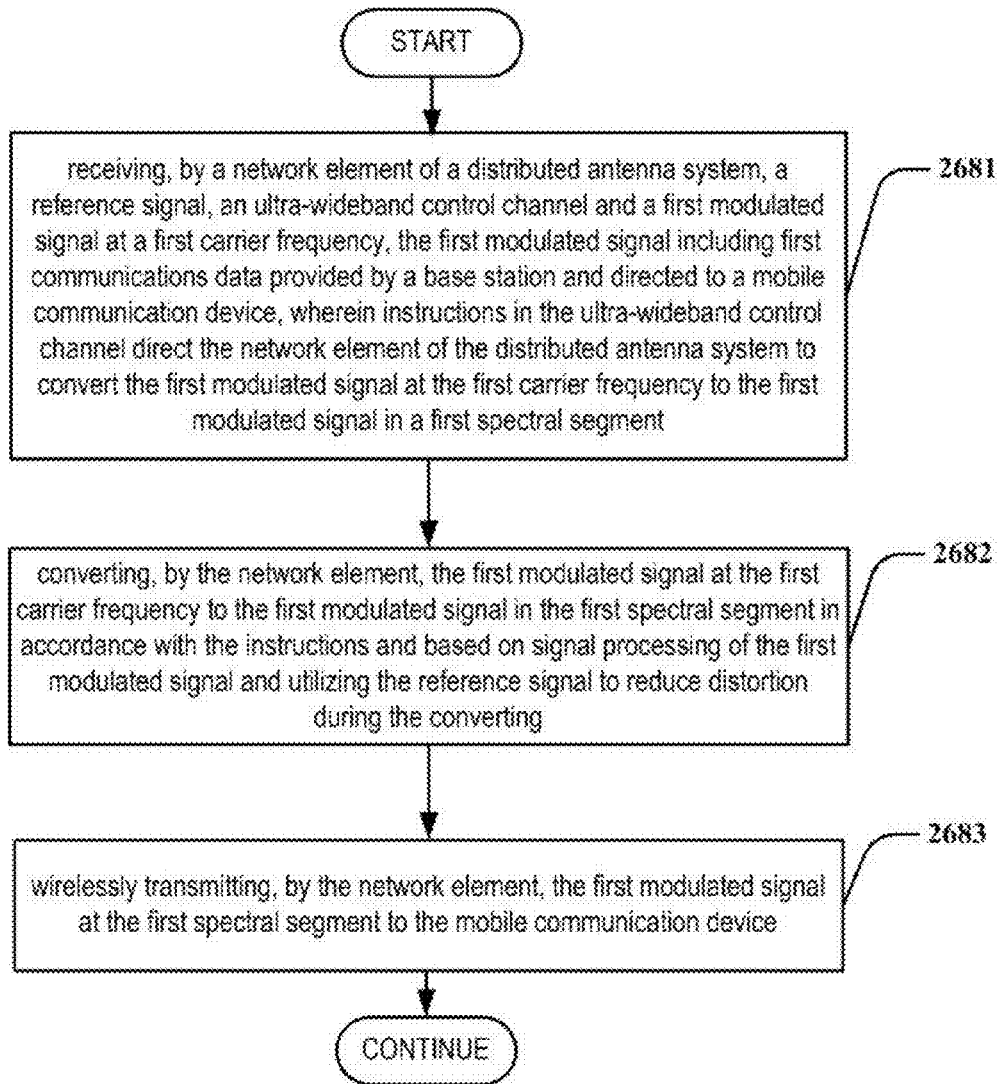 START
receiving, by a network element of a distributed antenna system, a
reference signal, an ultra-wideband control channel and a first modulated
signal at a first carrier frequency, the first modulated signal including first
communications data provided by a base station and directed to a mobile
communication device, wherein instructions in the ultra-wideband control
channel direct the network element of the distributed antenna system to
convert the first modulated signal at the first carrier frequency to the first
modulated signal in a first spectral segment
2681
converting, by the network element, the first modulated signal at the first
carrier frequency to the first modulated signal in the first spectral segment in
accordance with the instructions and based on signal processing of the first
modulated signal and utilizing the reference signal to reduce distortion
during the converting
2682
wirelessly transmitting, by the network element, the first modulated signal
at the first spectral segment to the mobile communication device
2683
CONTINUE